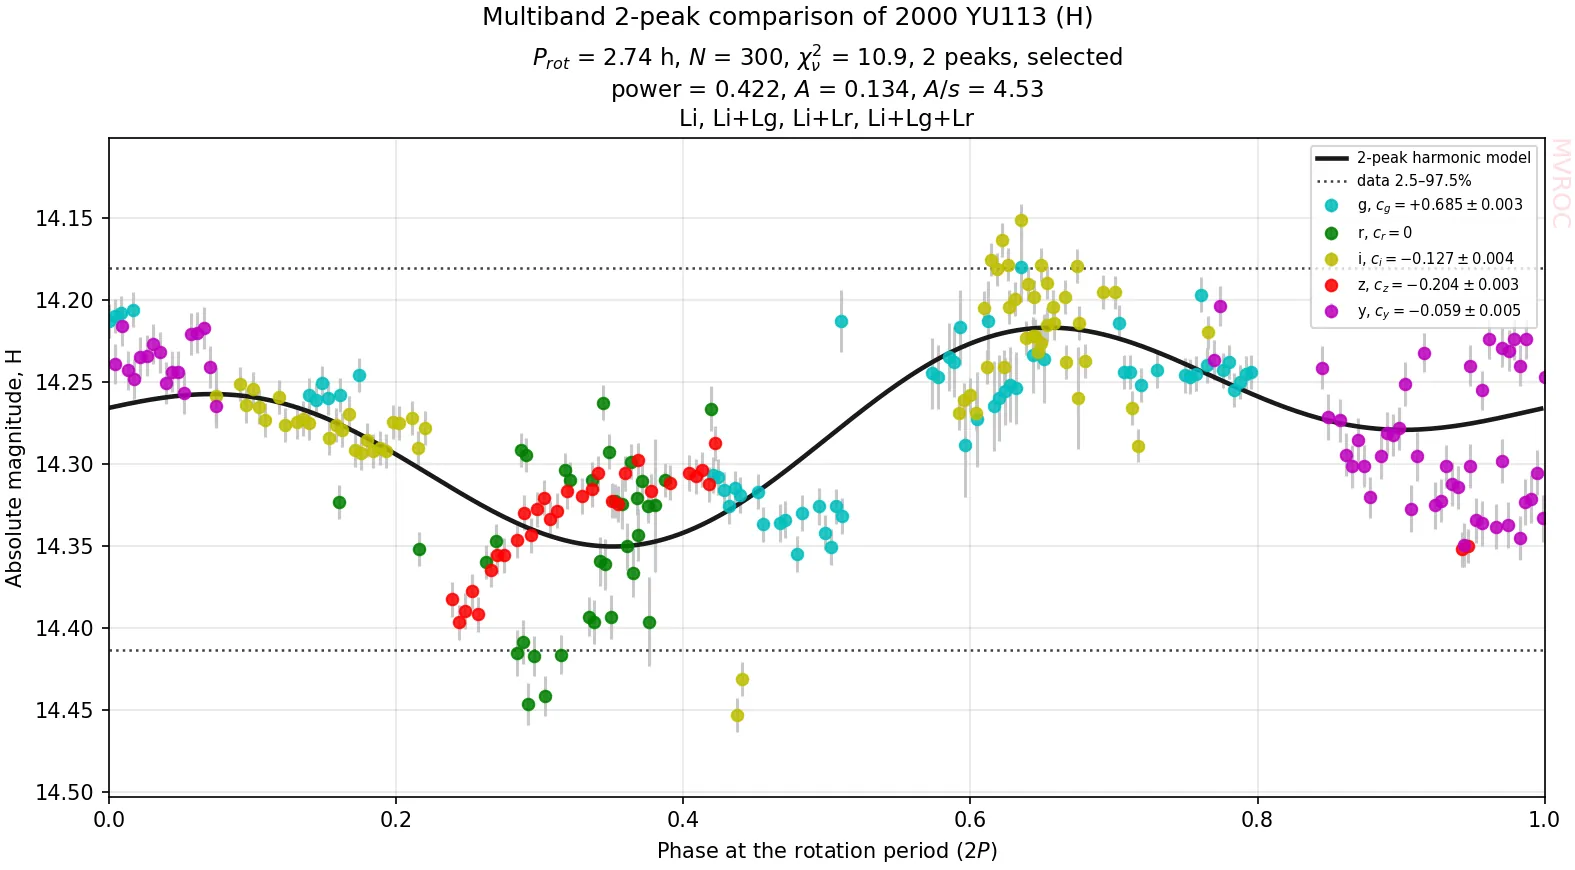 Multiband 2-peak comparison of 2000 YU113 (H)
P_rot = 2.74 h, N = 300, χ²_ν = 10.9, 2 peaks, selected
power = 0.422, A = 0.134, A/s = 4.53
Li, Li+Lg, Li+Lr, Li+Lg+Lr
MVROC
2-peak harmonic model
data 2.5–97.5%
g, c_g = +0.685 ± 0.003
r, c_r = 0
i, c_i = −0.127 ± 0.004
z, c_z = −0.204 ± 0.003
y, c_y = −0.059 ± 0.005
Absolute magnitude, H
14.15
14.20
14.25
14.30
14.35
14.40
14.45
14.50
0.0
0.2
0.4
0.6
0.8
1.0
Phase at the rotation period (2P)